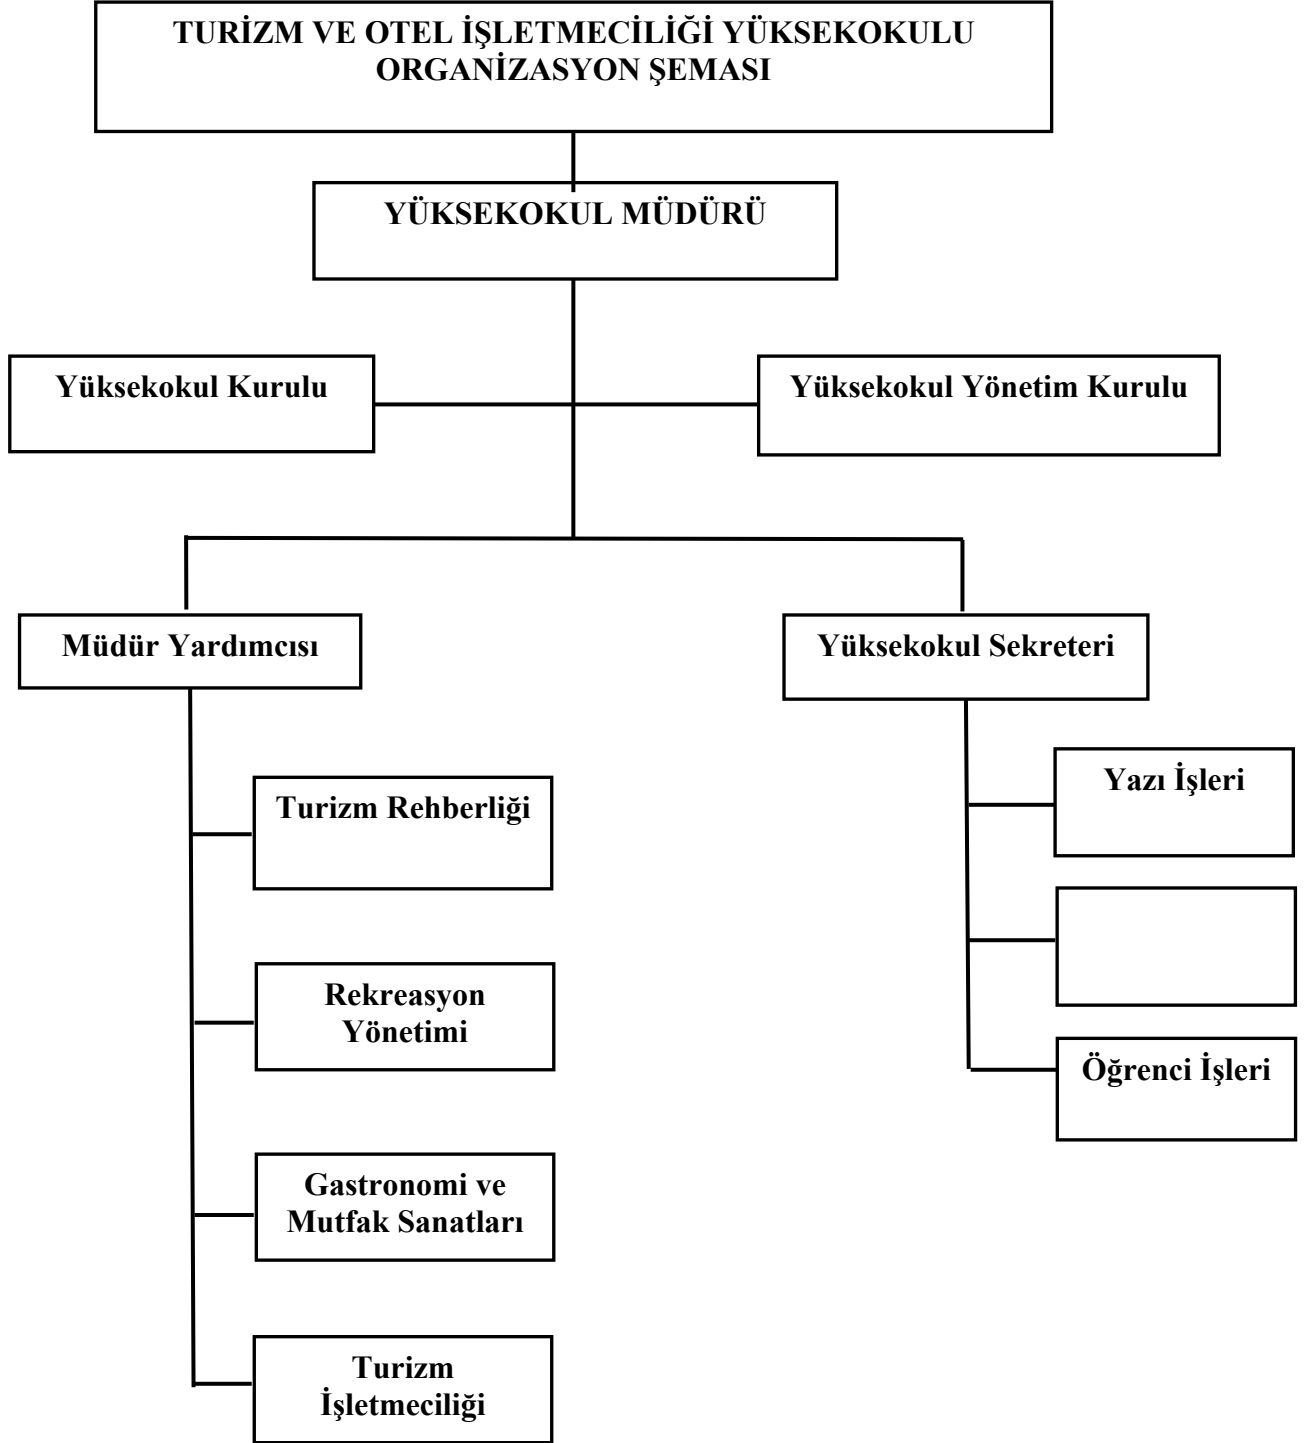 TURİZM VE OTEL İŞLETMECİLİĞİ YÜKSEKOKULU
ORGANİZASYON ŞEMASI
YÜKSEKOKUL MÜDÜRÜ
Yüksekokul Kurulu
Yüksekokul Yönetim Kurulu
Müdür Yardımcısı
Yüksekokul Sekreteri
Turizm Rehberliği
Rekreasyon
Yönetimi
Gastronomi ve
Mutfak Sanatları
Turizm
İşletmeciliği
Yazı İşleri
Öğrenci İşleri